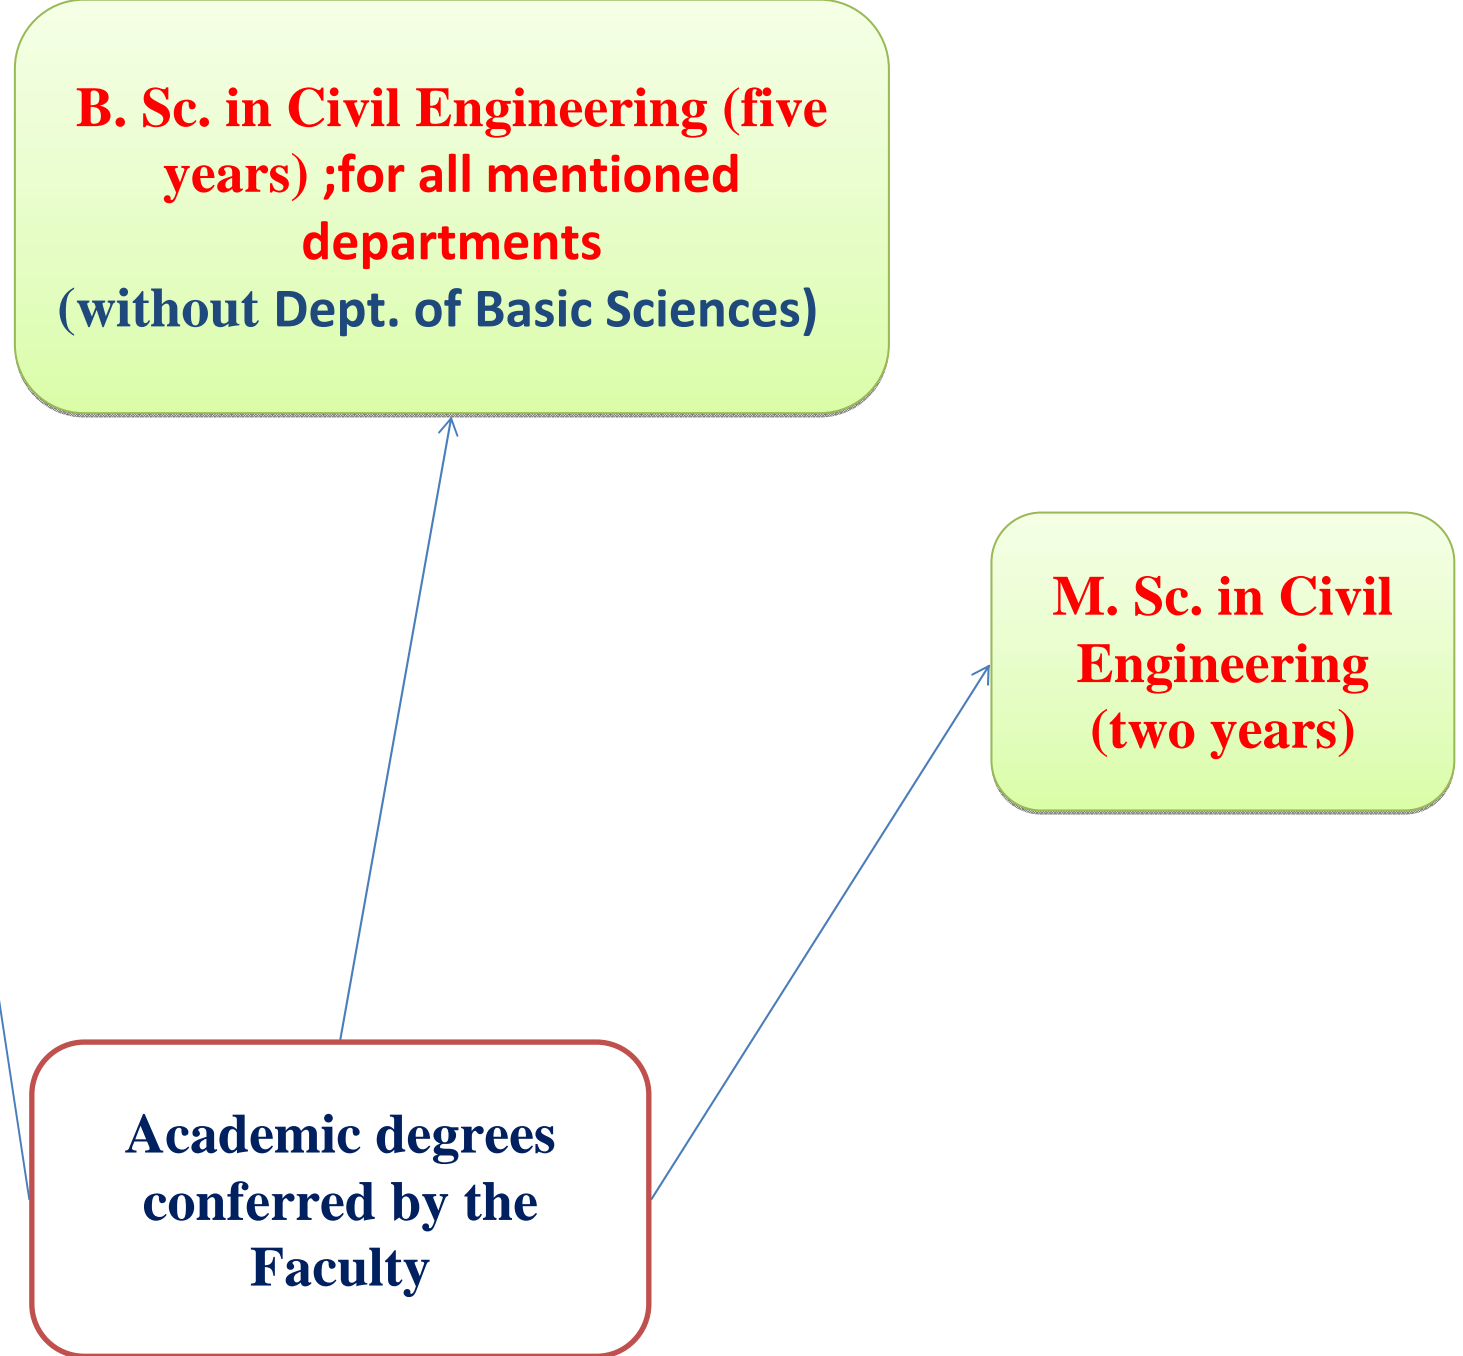 B. Sc. in Civil Engineering (five
years) ;for all mentioned
departments
(without Dept. of Basic Sciences)
M. Sc. in Civil
Engineering
(two years)
Academic degrees
conferred by the
Faculty